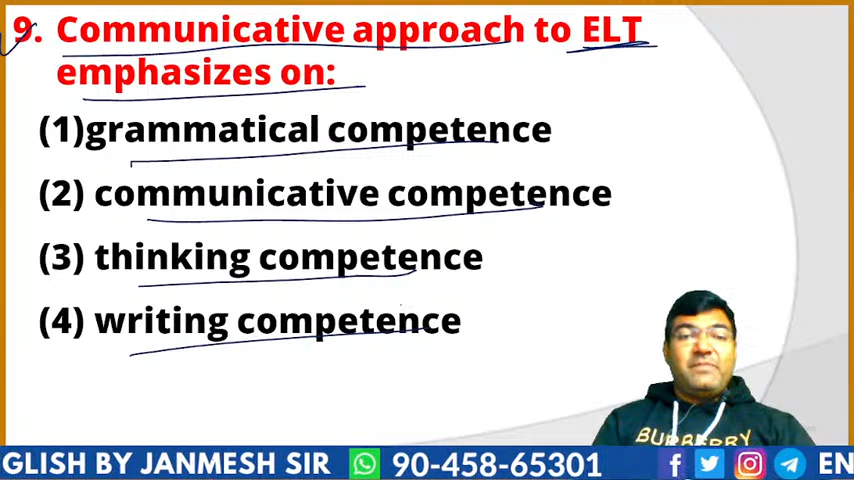 9. Communicative approach to ELT
emphasizes on:
(1)grammatical competence
(2) communicative competence
(3) thinking competence
(4) writing competence
BURBERRY
GLISH BY JANMESH SIR 90-458-65301 EN